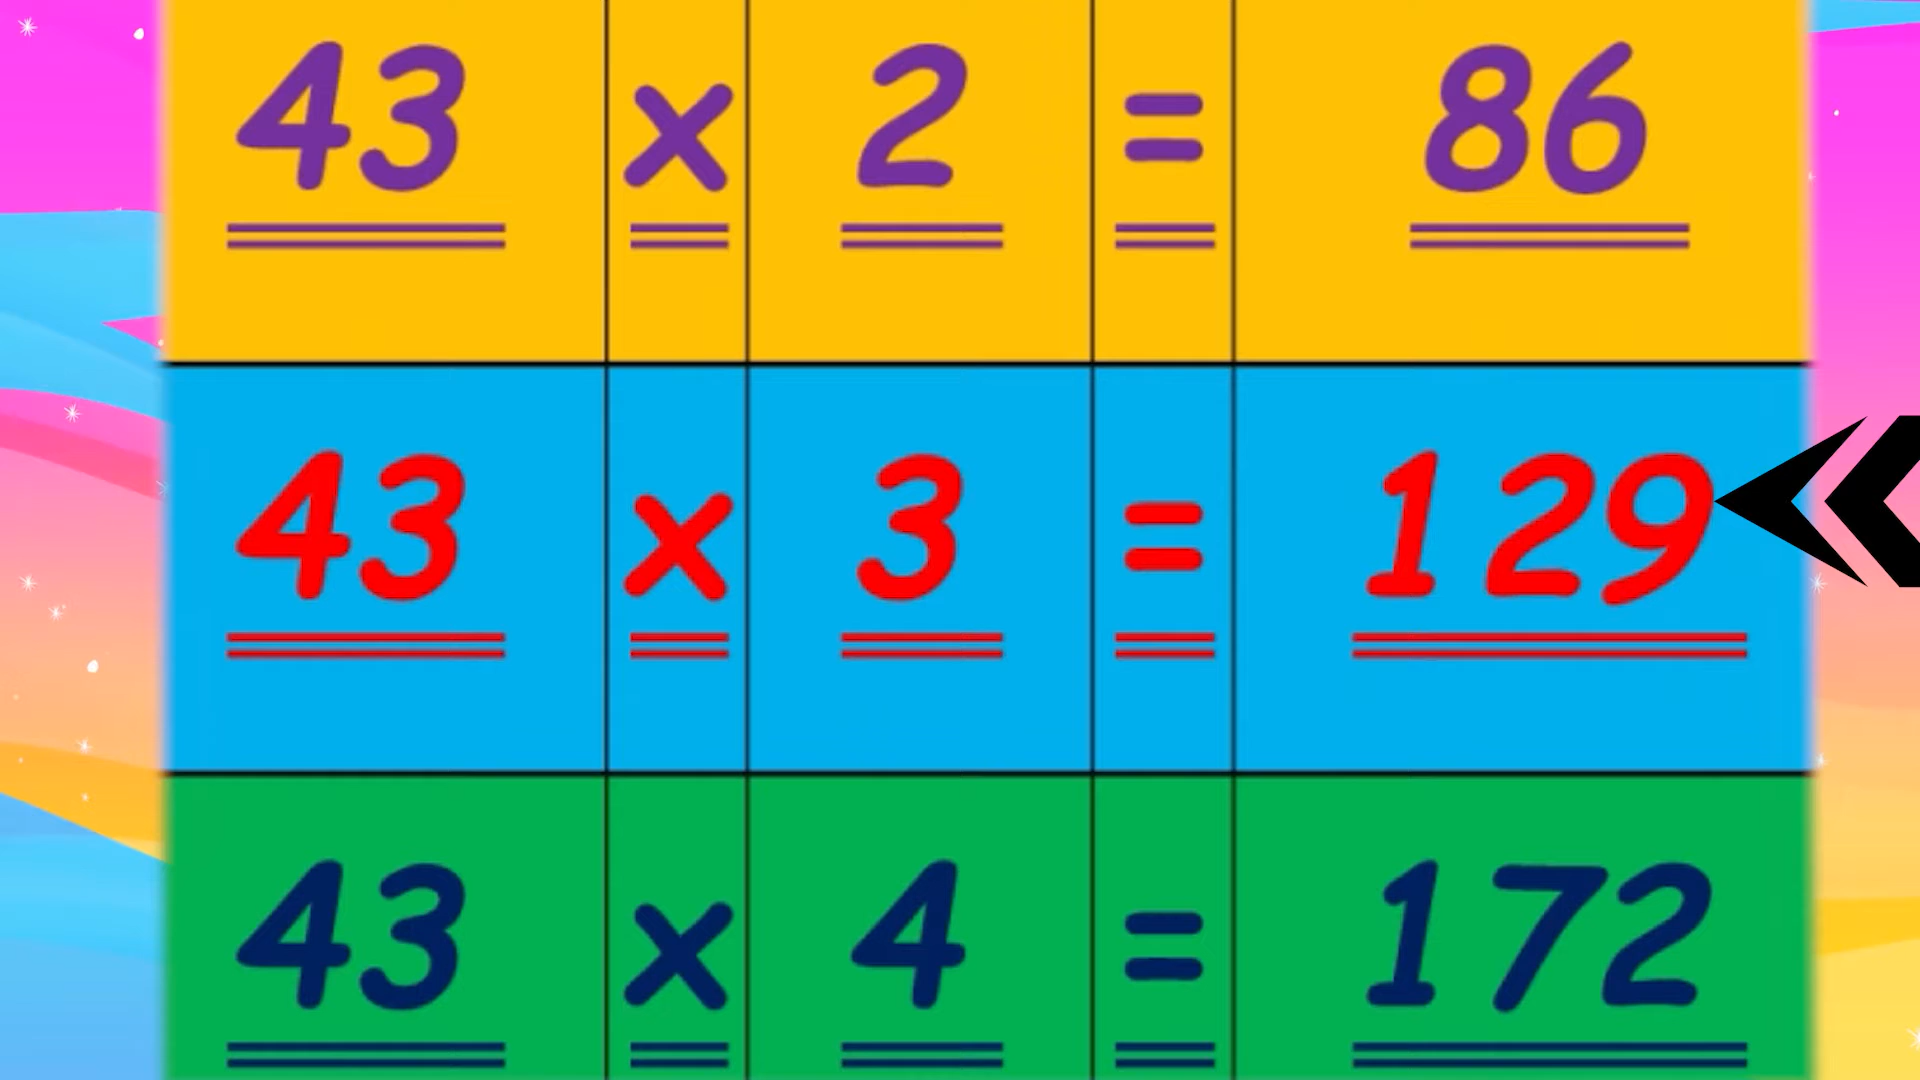 43 x 2 = 86
43 x 3 = 129
43 x 4 = 172